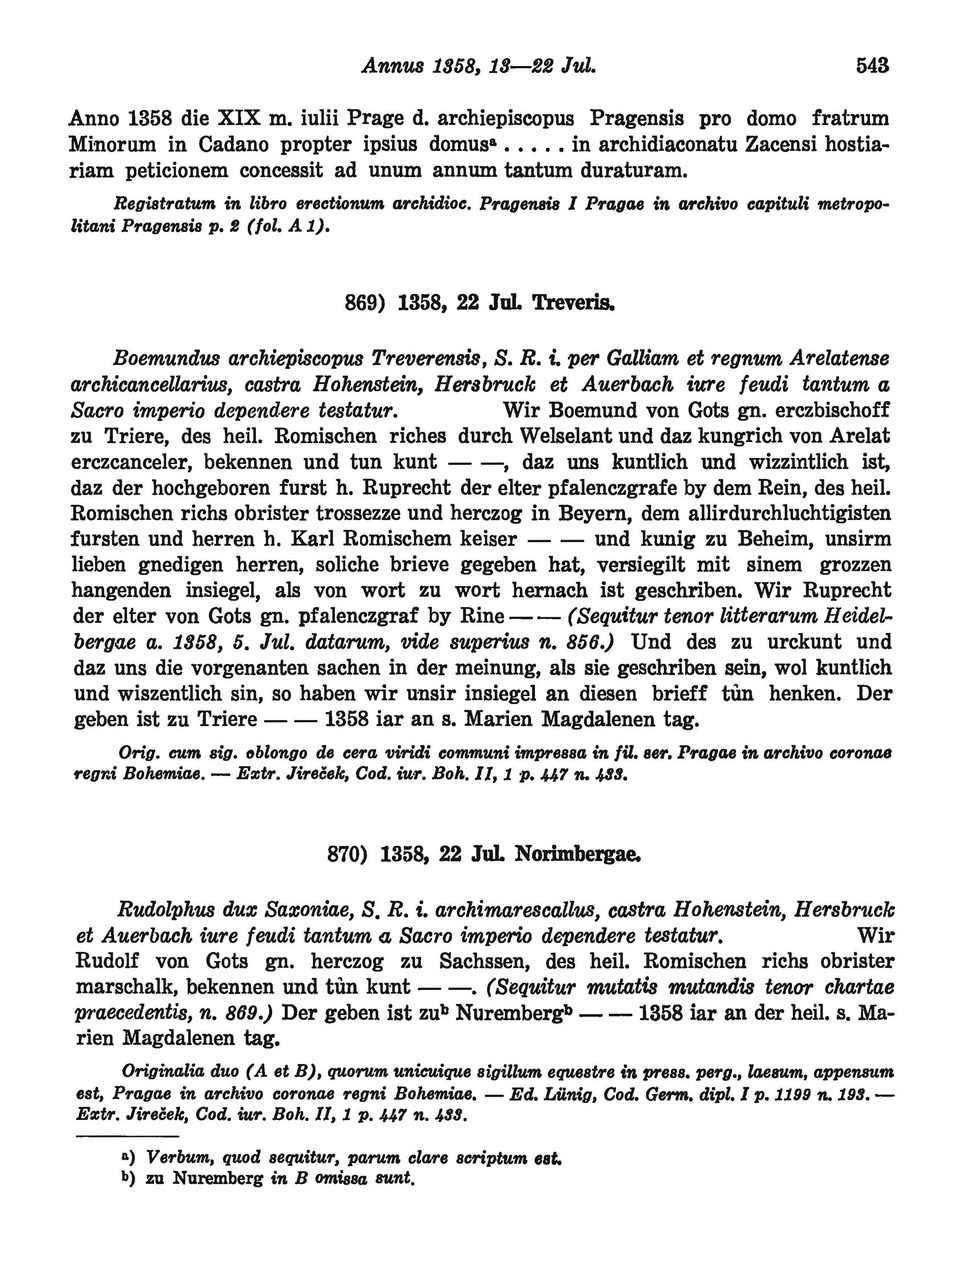 Annus 1358, 13—22 Jul. 543
Anno 1358 die XIX m. iulii Prage d. archiepiscopus Pragensis pro domo fratrum
Minorum in Cadano propter ipsius domusᵃ . . . . . in archidiaconatu Zacensi hostia-
riam peticionem concessit ad unum annum tantum duraturam.
Registratum in libro erectionum archidioc. Pragensis I Pragae in archivo capituli metropo-
litani Pragensis p. 2 (fol. A 1).
869) 1358, 22 Jul. Treveris.
Boemundus archiepiscopus Treverensis, S. R. i. per Galliam et regnum Arelatense
archicancellarius, castra Hohenstein, Hersbruck et Auerbach iure feudi tantum a
Sacro imperio dependere testatur. Wir Boemund von Gots gn. erczbischoff
zu Triere, des heil. Romischen riches durch Welselant und daz kungrich von Arelat
erczcanceler, bekennen und tun kunt — —, daz uns kuntlich und wizzintlich ist,
daz der hochgeboren furst h. Ruprecht der elter pfalenczgrafe by dem Rein, des heil.
Romischen richs obrister trossezze und herczog in Beyern, dem allirdurchluchtigisten
fursten und herren h. Karl Romischem keiser — — und kunig zu Beheim, unsirm
lieben gnedigen herren, soliche brieve gegeben hat, versiegilt mit sinem grozzen
hangenden insiegel, als von wort zu wort hernach ist geschriben. Wir Ruprecht
der elter von Gots gn. pfalenczgraf by Rine — — (Sequitur tenor litterarum Heidel-
bergae a. 1358, 5. Jul. datarum, vide superius n. 856.) Und des zu urckunt und
daz uns die vorgenanten sachen in der meinung, als sie geschriben sein, wol kuntlich
und wiszentlich sin, so haben wir unsir insiegel an diesen brieff tůn henken. Der
geben ist zu Triere — — 1358 iar an s. Marien Magdalenen tag.
Orig. cum sig. oblongo de cera viridi communi impressa in fil. ser. Pragae in archivo coronae
regni Bohemiae. — Extr. Jireček, Cod. iur. Boh. II, 1 p. 447 n. 433.
870) 1358, 22 Jul. Norimbergae.
Rudolphus dux Saxoniae, S. R. i. archimarescallus, castra Hohenstein, Hersbruck
et Auerbach iure feudi tantum a Sacro imperio dependere testatur. Wir
Rudolf von Gots gn. herczog zu Sachssen, des heil. Romischen richs obrister
marschalk, bekennen und tůn kunt — —. (Sequitur mutatis mutandis tenor chartae
praecedentis, n. 869.) Der geben ist zuᵇ Nurembergᵇ — — 1358 iar an der heil. s. Ma-
rien Magdalenen tag.
Originalia duo (A et B), quorum unicuique sigillum equestre in press. perg., laesum, appensum
est, Pragae in archivo coronae regni Bohemiae. — Ed. Lünig, Cod. Germ. dipl. I p. 1199 n. 193. —
Extr. Jireček, Cod. iur. Boh. II, 1 p. 447 n. 433.
ᵃ) Verbum, quod sequitur, parum clare scriptum est.
ᵇ) zu Nuremberg in B omissa sunt.